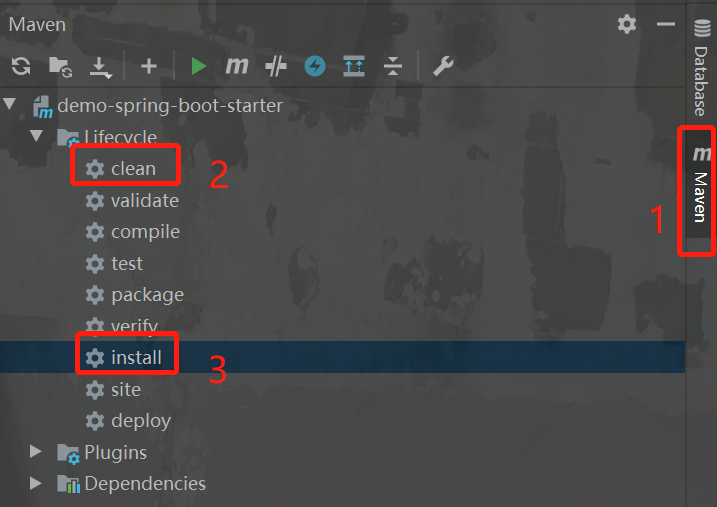 Maven
Database
m
demo-spring-boot-starter
m
Lifecycle
clean
2
Maven
validate
1
compile
test
package
verify
install
3
site
deploy
Plugins
Dependencies